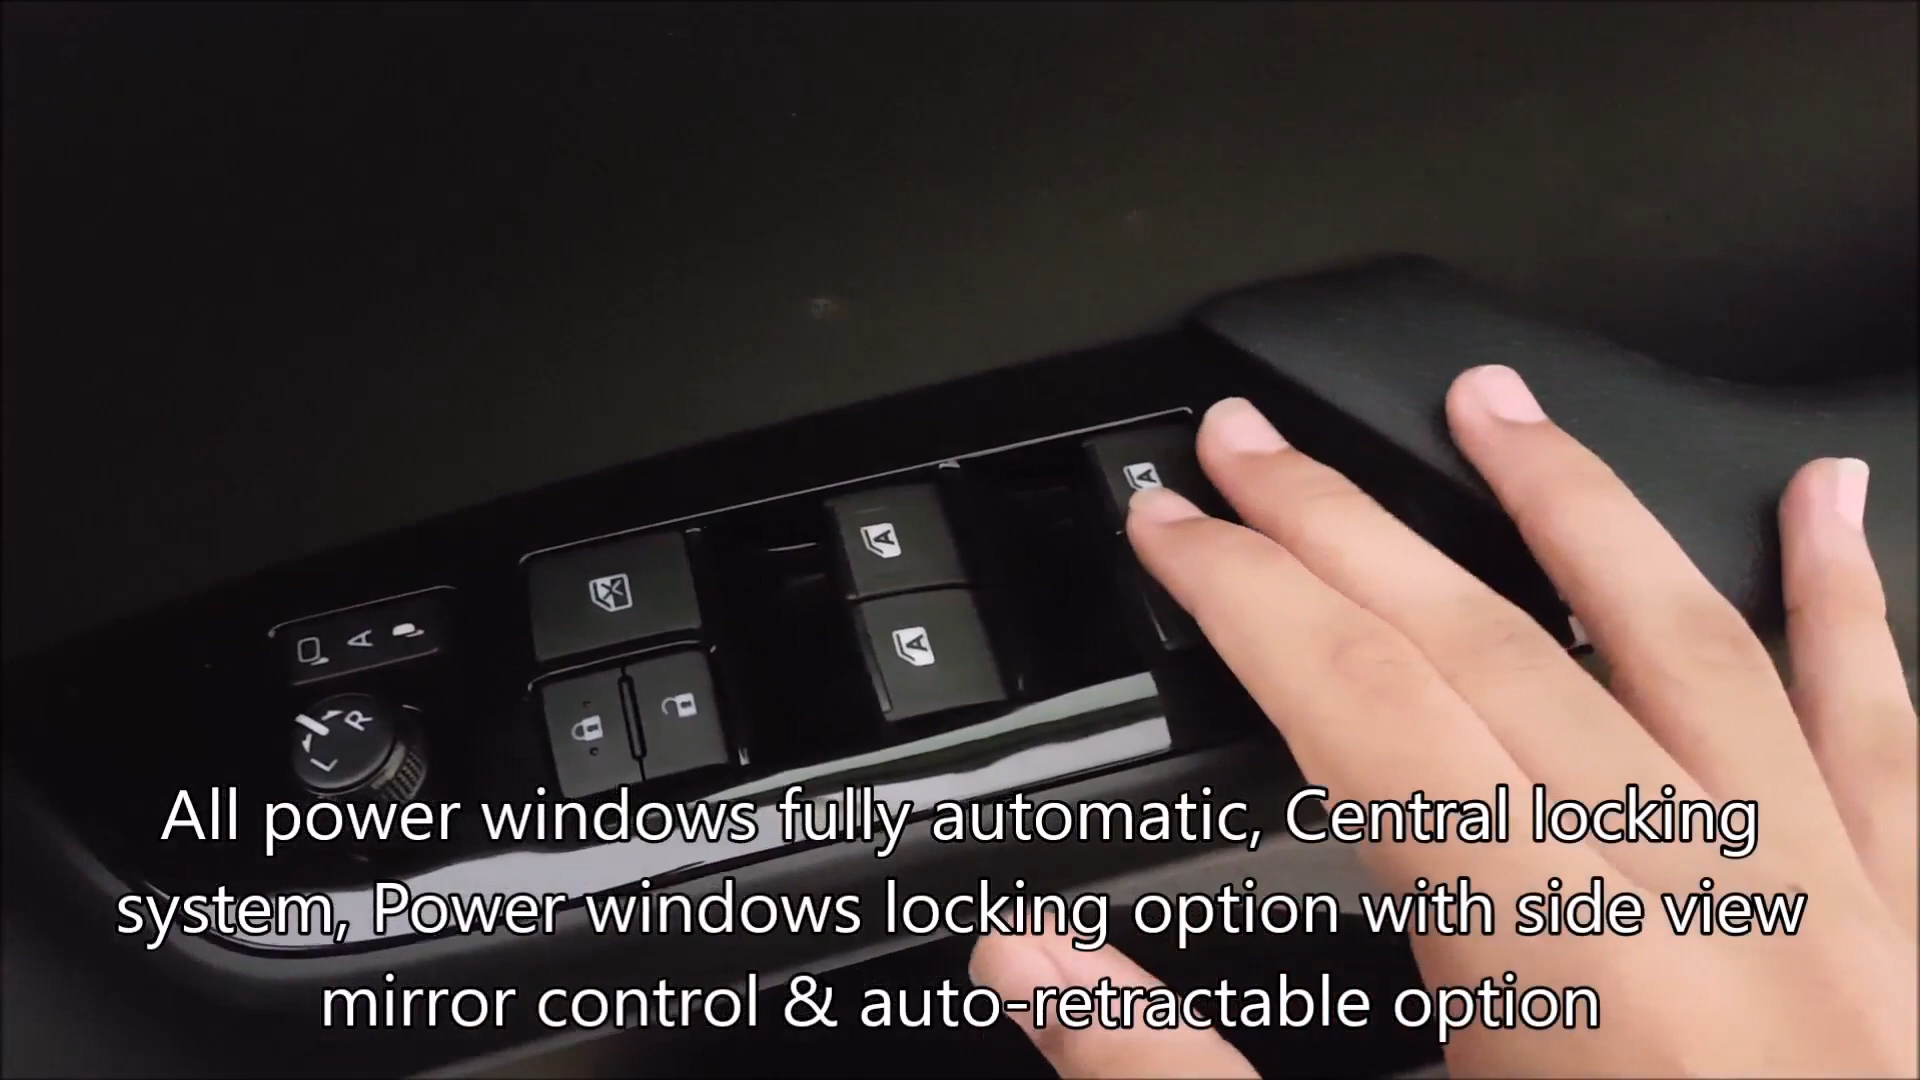 A
A
A
A
R
L
All power windows fully automatic, Central locking
system, Power windows locking option with side view
mirror control & auto-retractable option